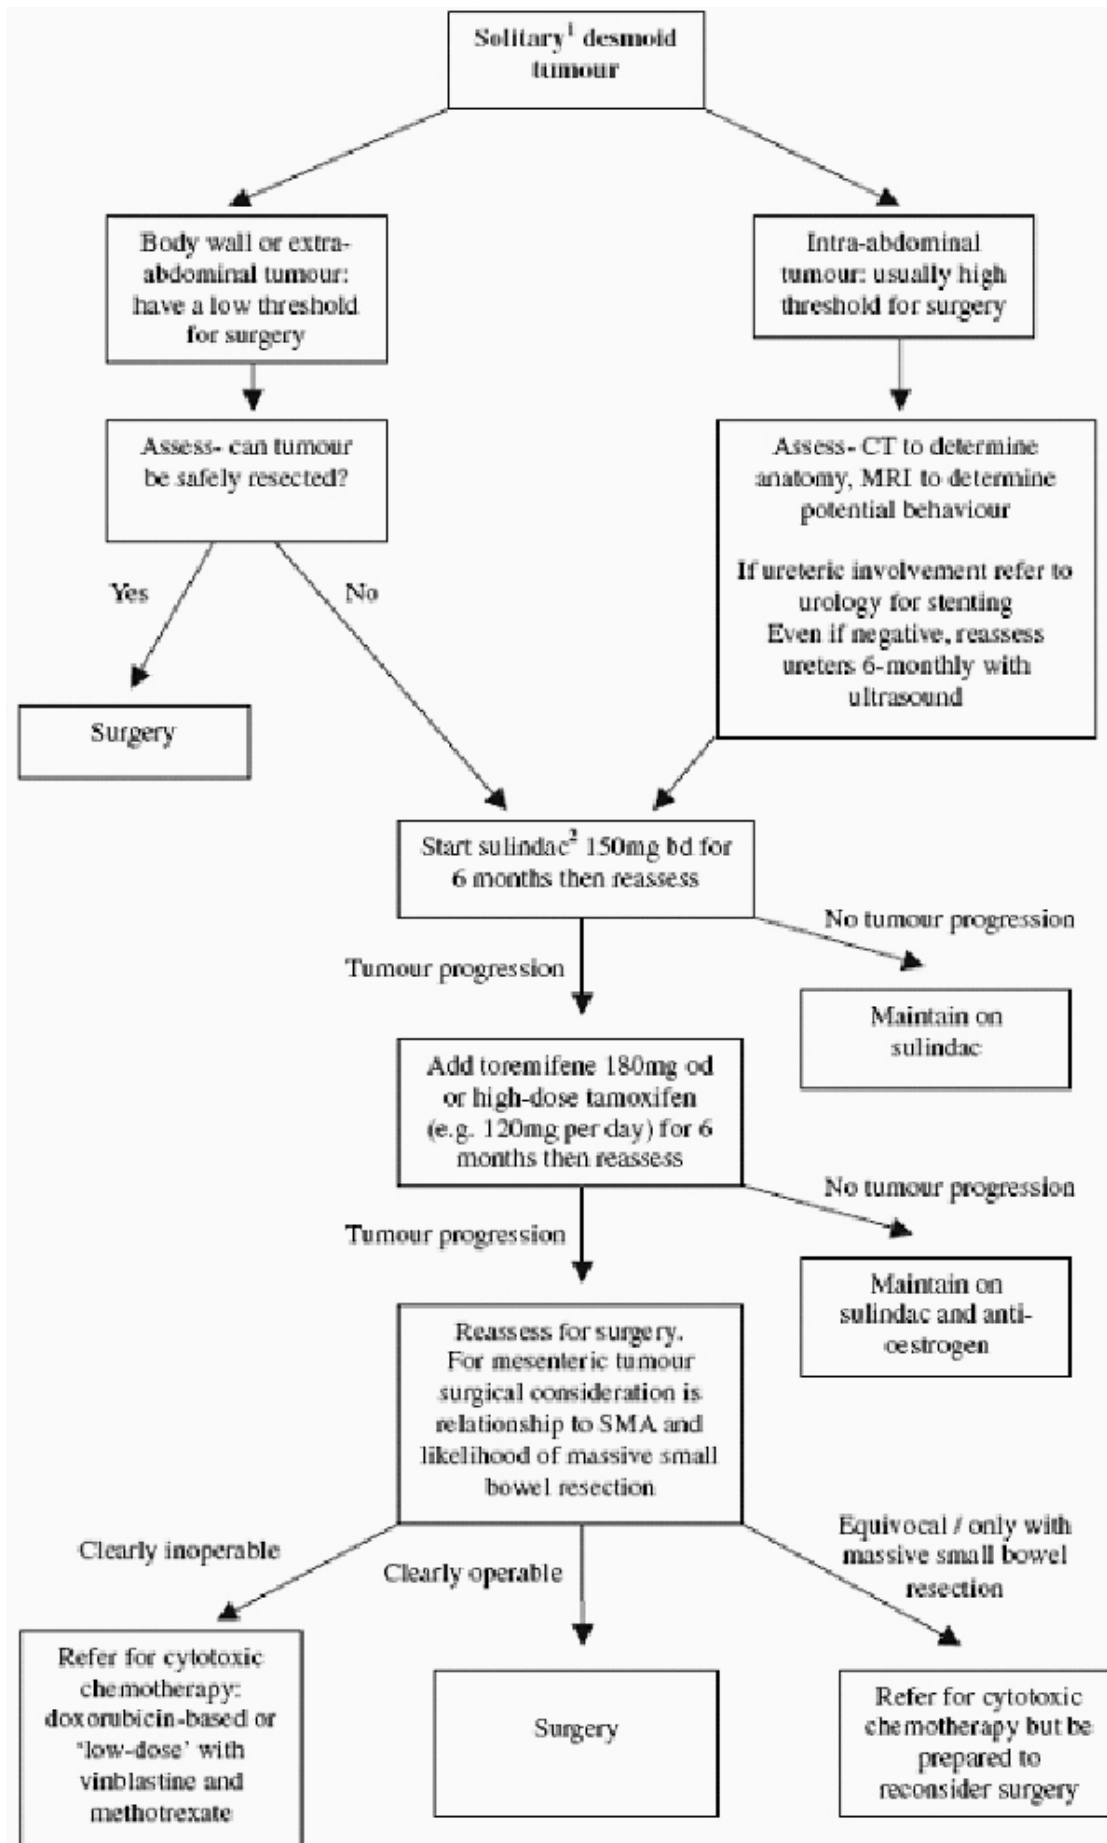 Solitary¹ desmoid
tumour
Body wall or extra-
abdominal tumour:
have a low threshold
for surgery
Intra-abdominal
tumour: usually high
threshold for surgery
Assess- can tumour
be safely resected?
Assess- CT to determine
anatomy, MRI to determine
potential behaviour
If ureteric involvement refer to
urology for stenting
Even if negative, reassess
ureters 6-monthly with
ultrasound
Yes
No
Surgery
Start sulindac² 150mg bd for
6 months then reassess
No tumour progression
Tumour progression
Maintain on
sulindac
Add toremifene 180mg od
or high-dose tamoxifen
(e.g. 120mg per day) for 6
months then reassess
No tumour progression
Tumour progression
Maintain on
sulindac and anti-
oestrogen
Reassess for surgery.
For mesenteric tumour
surgical consideration is
relationship to SMA and
likelihood of massive small
bowel resection
Clearly inoperable
Clearly operable
Equivocal / only with
massive small bowel
resection
Refer for cytotoxic
chemotherapy:
doxorubicin-based or
‘low-dose’ with
vinblastine and
methotrexate
Surgery
Refer for cytotoxic
chemotherapy but be
prepared to
reconsider surgery